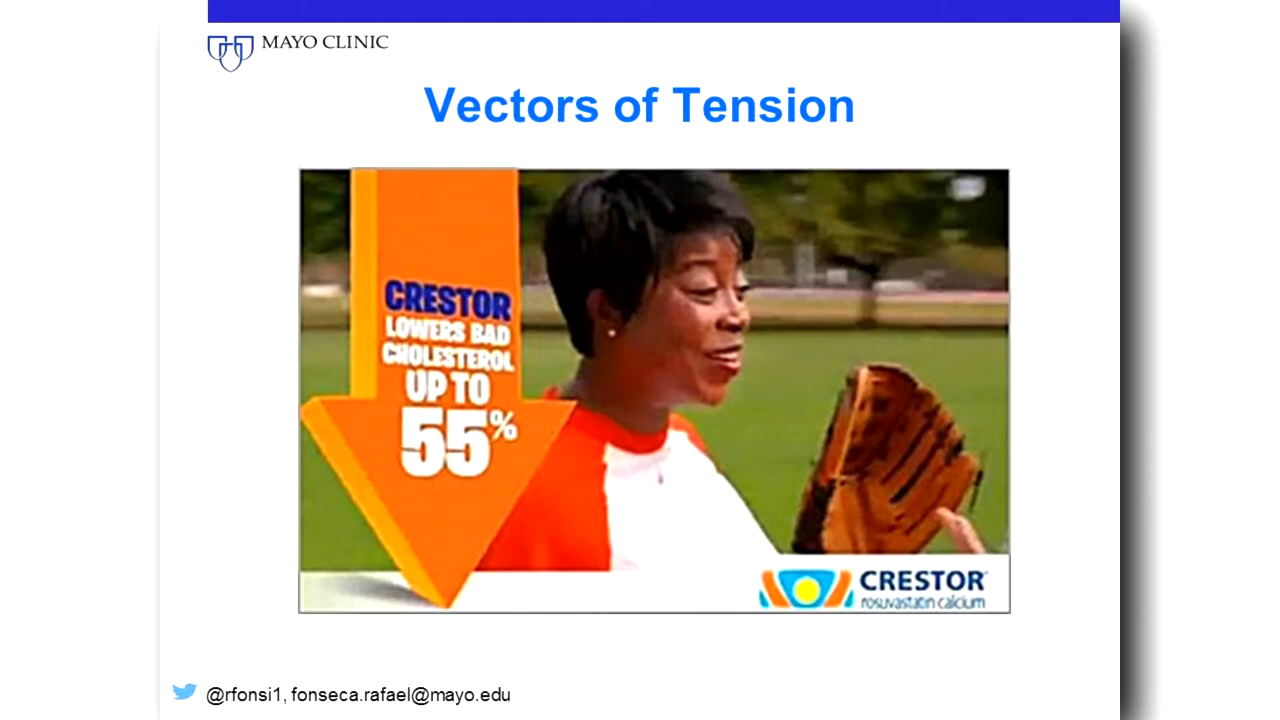 MAYO CLINIC
Vectors of Tension
CRESTOR
LOWERS BAD
CHOLESTEROL
UP TO
55%
CRESTOR
rosuvastatin calcium
@rfonsi1, fonseca.rafael@mayo.edu